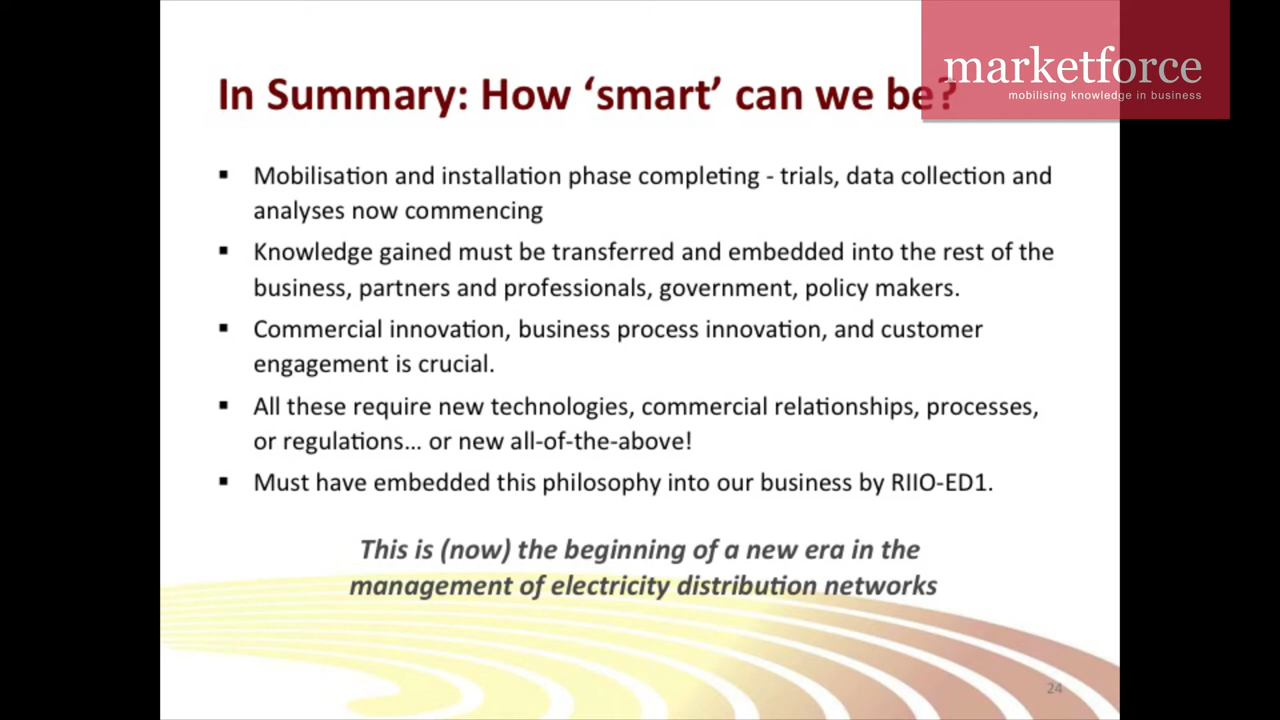 marketforce
mobilising knowledge in business
In Summary: How ‘smart’ can we be?
▪ Mobilisation and installation phase completing - trials, data collection and
analyses now commencing
▪ Knowledge gained must be transferred and embedded into the rest of the
business, partners and professionals, government, policy makers.
▪ Commercial innovation, business process innovation, and customer
engagement is crucial.
▪ All these require new technologies, commercial relationships, processes,
or regulations... or new all-of-the-above!
▪ Must have embedded this philosophy into our business by RIIO-ED1.
This is (now) the beginning of a new era in the
management of electricity distribution networks
24